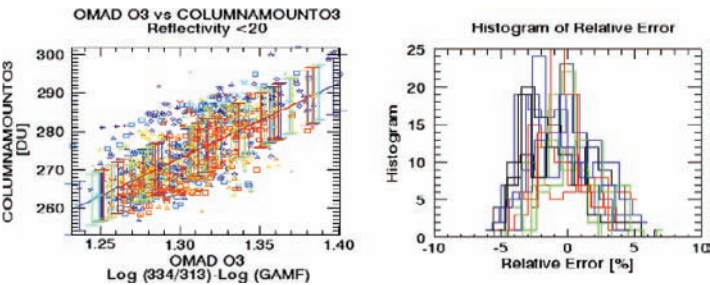 OMAD O3 vs COLUMNAMOUNTO3
Reflectivity <20
COLUMNAMOUNTO3
[DU]
300
290
280
270
260
1.25
1.30
1.35
1.40
OMAD O3
Log (334/313)-Log (GAMF)
Histogram of Relative Error
Histogram
25
20
15
10
5
0
-10
-5
0
5
10
Relative Error [%]